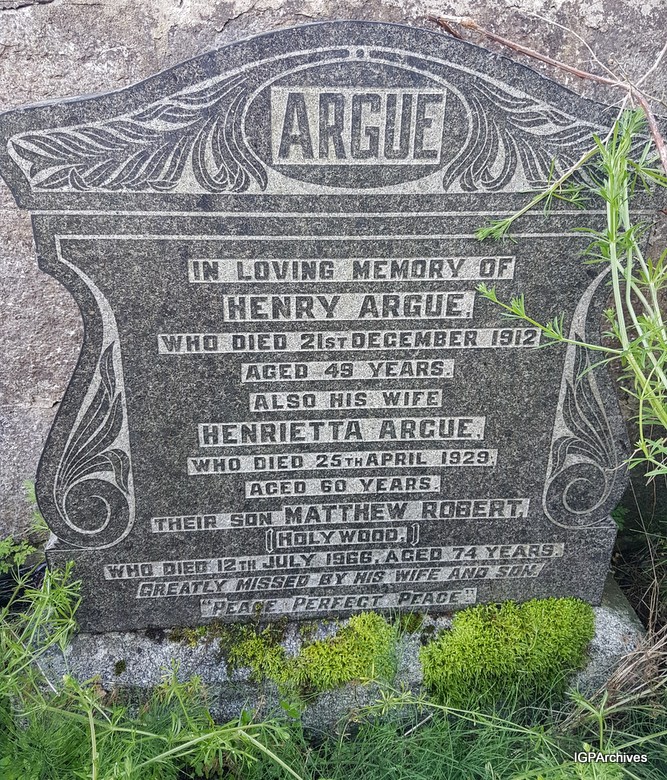 ARGUE
IN LOVING MEMORY OF
HENRY ARGUE,
WHO DIED 21ST DECEMBER 1912
AGED 49 YEARS.
ALSO HIS WIFE
HENRIETTA ARGUE,
WHO DIED 25TH APRIL 1929.
AGED 60 YEARS.
THEIR SON MATTHEW ROBERT,
(HOLYWOOD,)
WHO DIED 12TH JULY 1966, AGED 74 YEARS.
GREATLY MISSED BY HIS WIFE AND SON.
"PEACE PERFECT PEACE"
IGPArchives